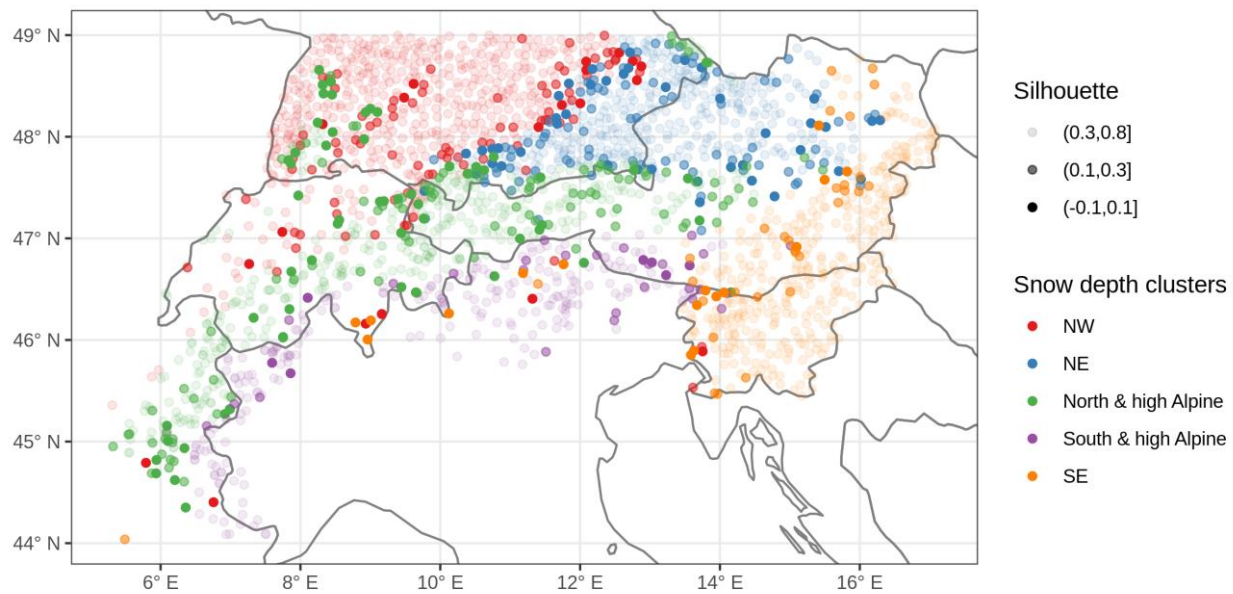 49° N
48° N
47° N
46° N
45° N
44° N
6° E
8° E
10° E
12° E
14° E
16° E
Silhouette
(0.3,0.8]
(0.1,0.3]
(-0.1,0.1]
Snow depth clusters
NW
NE
North & high Alpine
South & high Alpine
SE